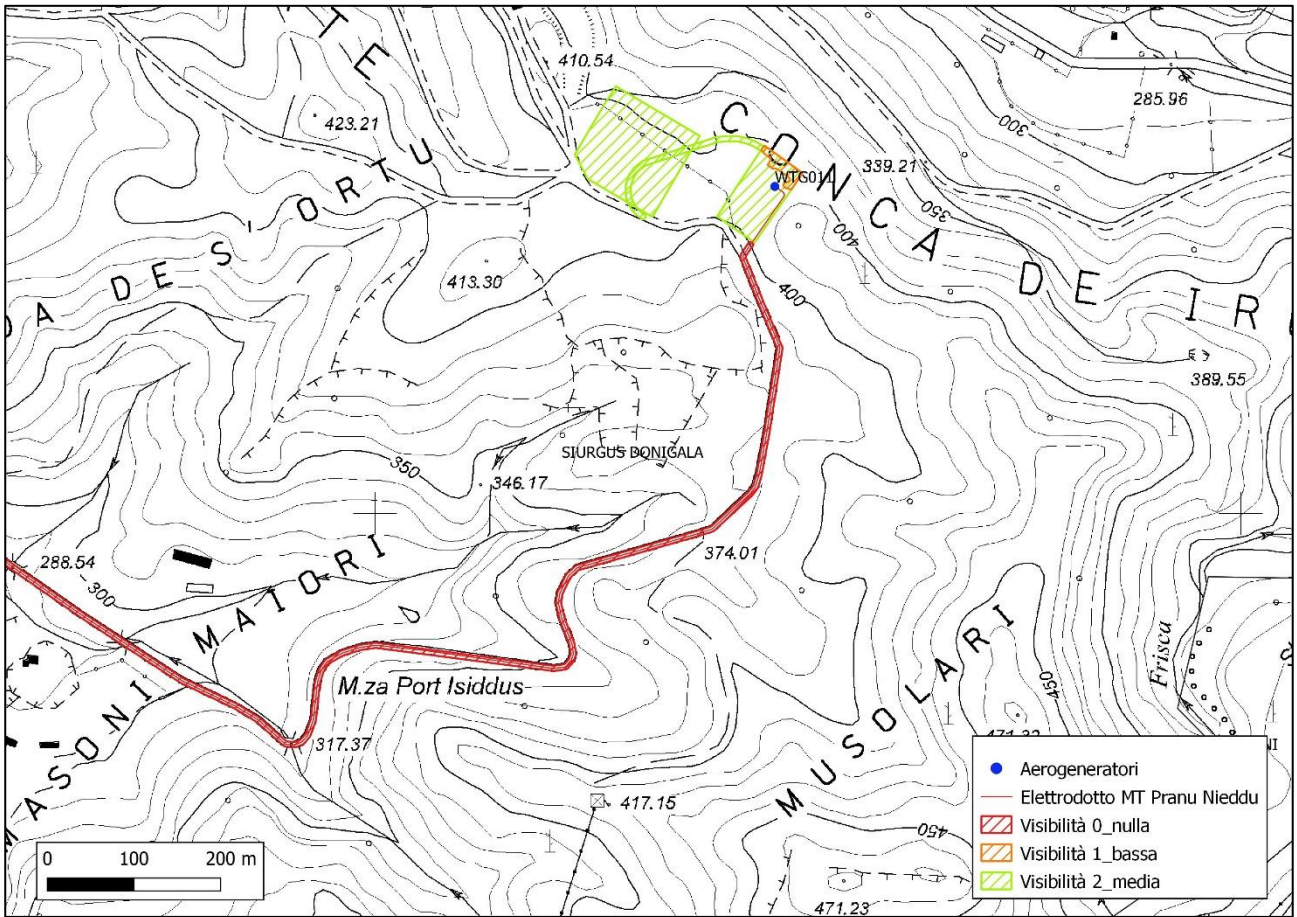 TE
410.54
285.96
423.21
300
CONCA DE IR
339.21
WTG011
350
400
DA DE S' ORTU
413.30
400
389.55
SIURGUS DONIGALA
350
346.17
374.01
288.54
300
MASONI MAIORI
M.za Port Isiddus
Frisca
MUSOLARI
450
317.37
417.15
450
471.23
NI
Aerogeneratori
Elettrodotto MT Pranu Nieddu
Visibilità 0_nulla
Visibilità 1_bassa
Visibilità 2_media
0 100 200 m